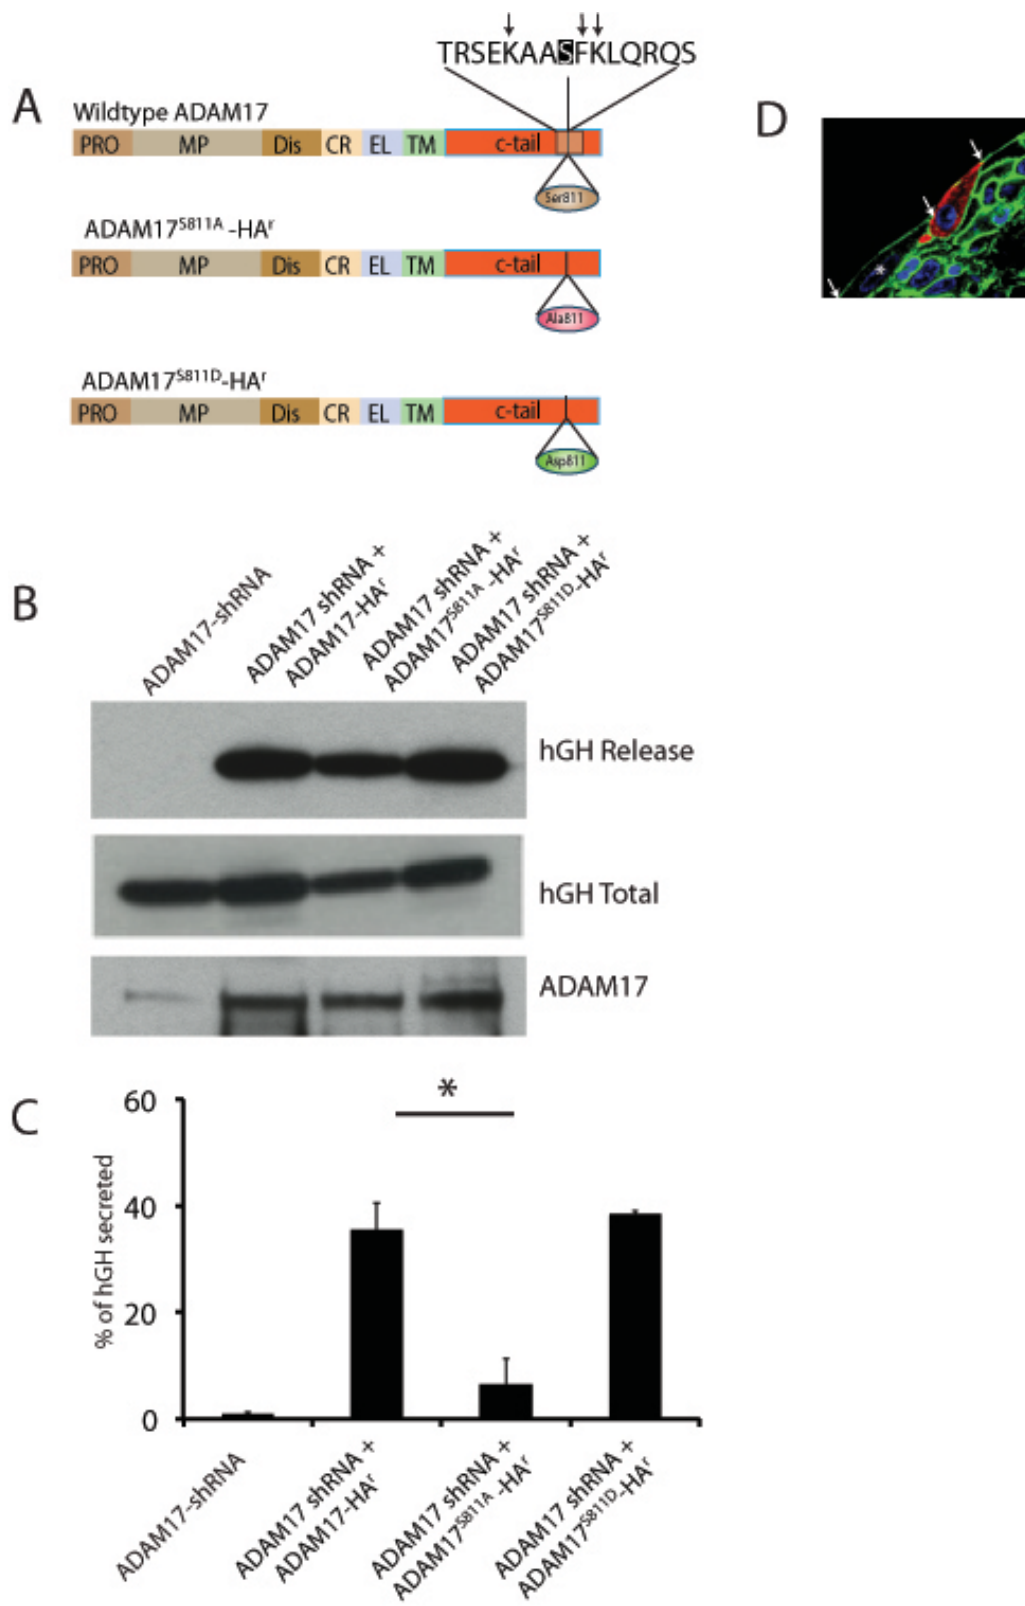 TRSEKAASFKLQRQS
A
Wildtype ADAM17
PRO MP Dis CR EL TM c-tail
Ser811
ADAM17S811A -HAr
PRO MP Dis CR EL TM c-tail
Ala811
ADAM17S811D-HAr
PRO MP Dis CR EL TM c-tail
Asp811
D
*
B
ADAM17-shRNA
ADAM17 shRNA +
ADAM17-HAr
ADAM17 shRNA +
ADAM17S811A -HAr
ADAM17 shRNA +
ADAM17S811D-HAr
hGH Release
hGH Total
ADAM17
C
% of hGH secreted
60
40
20
0
*
ADAM17-shRNA
ADAM17 shRNA +
ADAM17-HAr
ADAM17 shRNA +
ADAM17S811A -HAr
ADAM17 shRNA +
ADAM17S811D-HAr